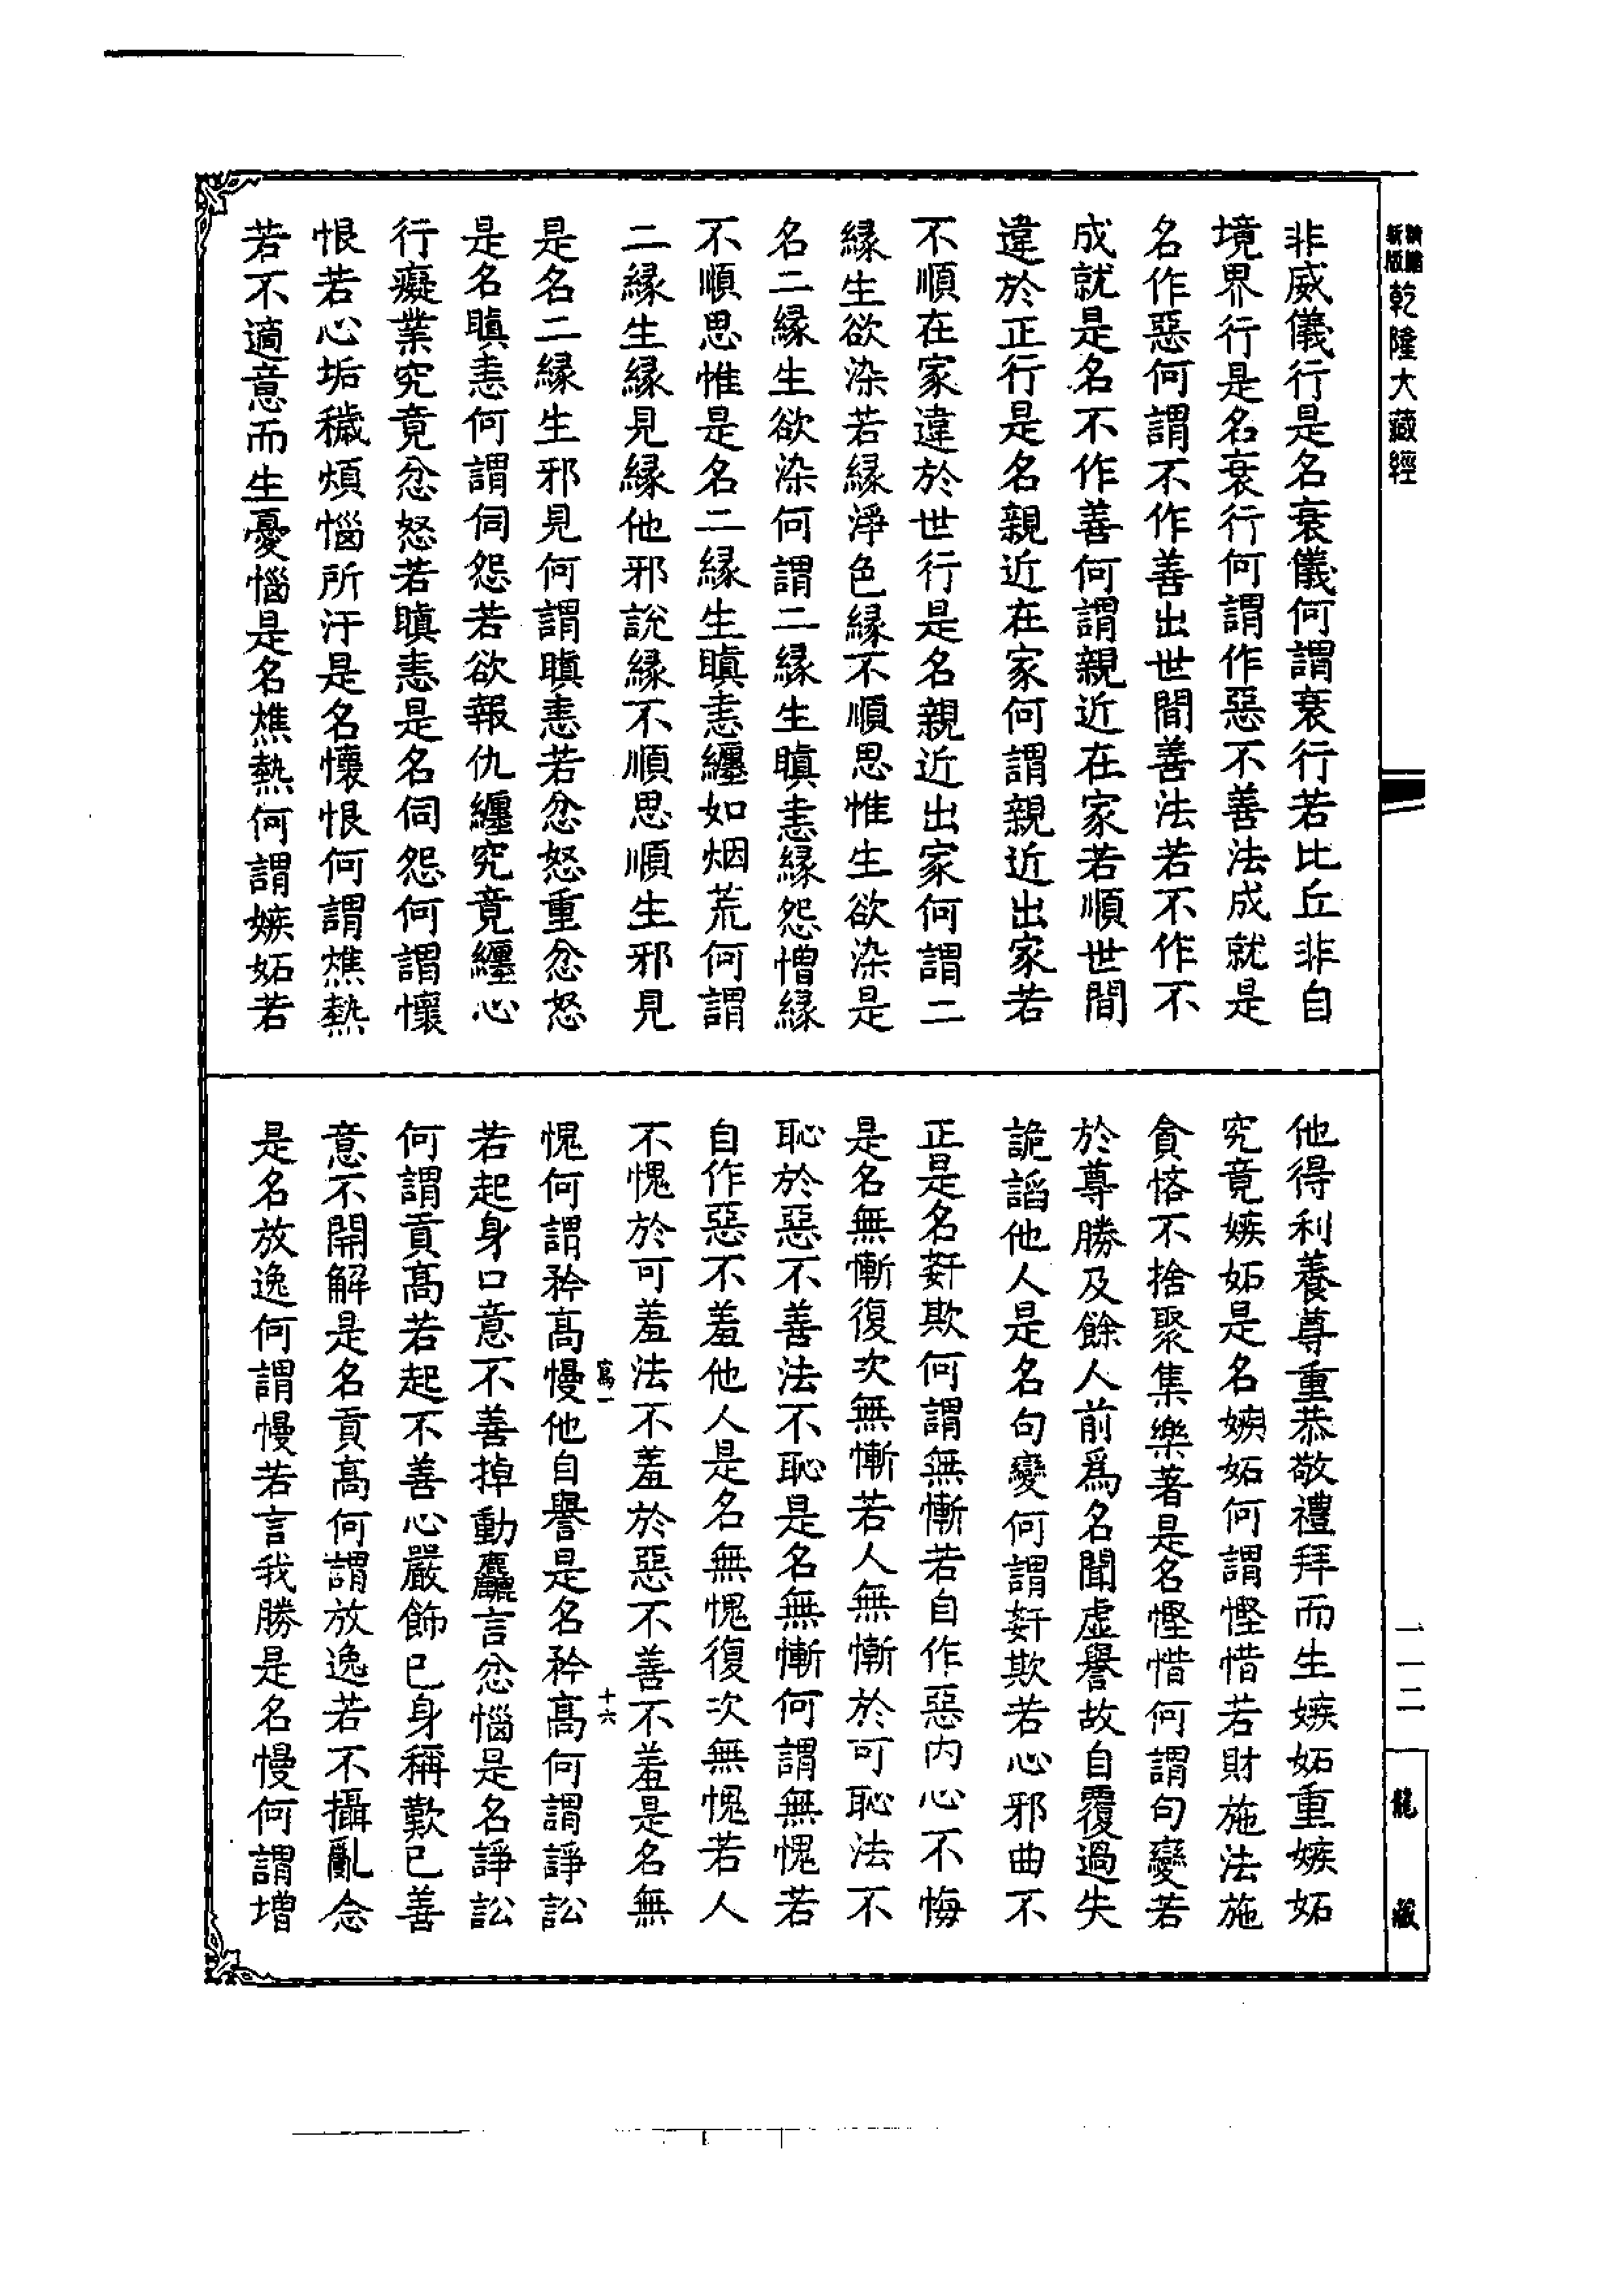 新版
精縮
乾隆大藏經
非威儀行是名衰儀何謂衰行若比丘非自
境界行是名衰行何謂作惡不善法成就是
名作惡何謂不作善出世間善法若不作不
成就是名不作善何謂親近在家若順世間
違於正行是名親近在家何謂親近出家若
不順在家違於世行是名親近出家何謂二
緣生欲染若緣淨色緣不順思惟生欲染是
名二緣生欲染何謂二緣生瞋恚緣怨憎緣
不順思惟是名二緣生瞋恚纏如烟荒何謂
二緣生緣見緣他邪説緣不順思順生邪見
是名二緣生邪見何謂瞋恚若忿怒重忿怒
是名瞋恚何謂伺怨若欲報仇纏究竟纏心
行癡業究竟忿怒若瞋恚是名伺怨何謂懷
恨若心垢穢煩惱所汙是名懷恨何謂燋熱
若不適意而生憂惱是名燋熱何謂嫉妬若
他得利養尊重恭敬禮拜而生嫉妬重嫉妬
究竟嫉妬是名嫉妬何謂慳惜若財施法施
貪悋不捨聚集樂著是名慳惜何謂句變若
於尊勝及餘人前爲名聞虛譽故自覆過失
詭謟他人是名句變何謂姧欺若心邪曲不
正是名姧欺何謂無慚若自作惡內心不悔
是名無慚復次無慚若人無慚於可恥法不
恥於惡不善法不恥是名無慚何謂無愧若
自作惡不羞他人是名無愧復次無愧若人
不愧於可羞法不羞於惡不善不羞是名無
寫一
十六
愧何謂矜高慢他自譽是名矜高何謂諍訟
若起身口意不善掉動麤言忿惱是名諍訟
何謂貢高若起不善心嚴飾已身稱歎已善
意不開解是名貢高何謂放逸若不攝亂念
是名放逸何謂慢若言我勝是名慢何謂增
一一二
龍藏